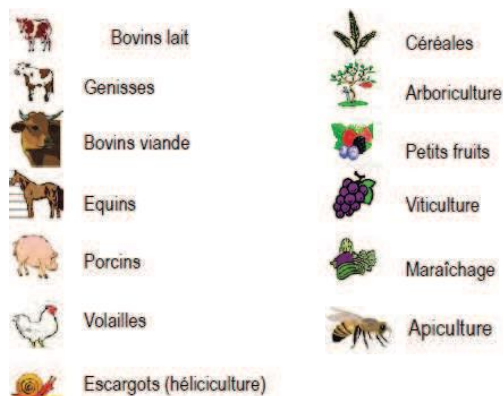 Bovins lait
Genisses
Bovins viande
Equins
Porcins
Volailles
Escargots (héliciculture)
Céréales
Arboriculture
Petits fruits
Viticulture
Maraîchage
Apiculture